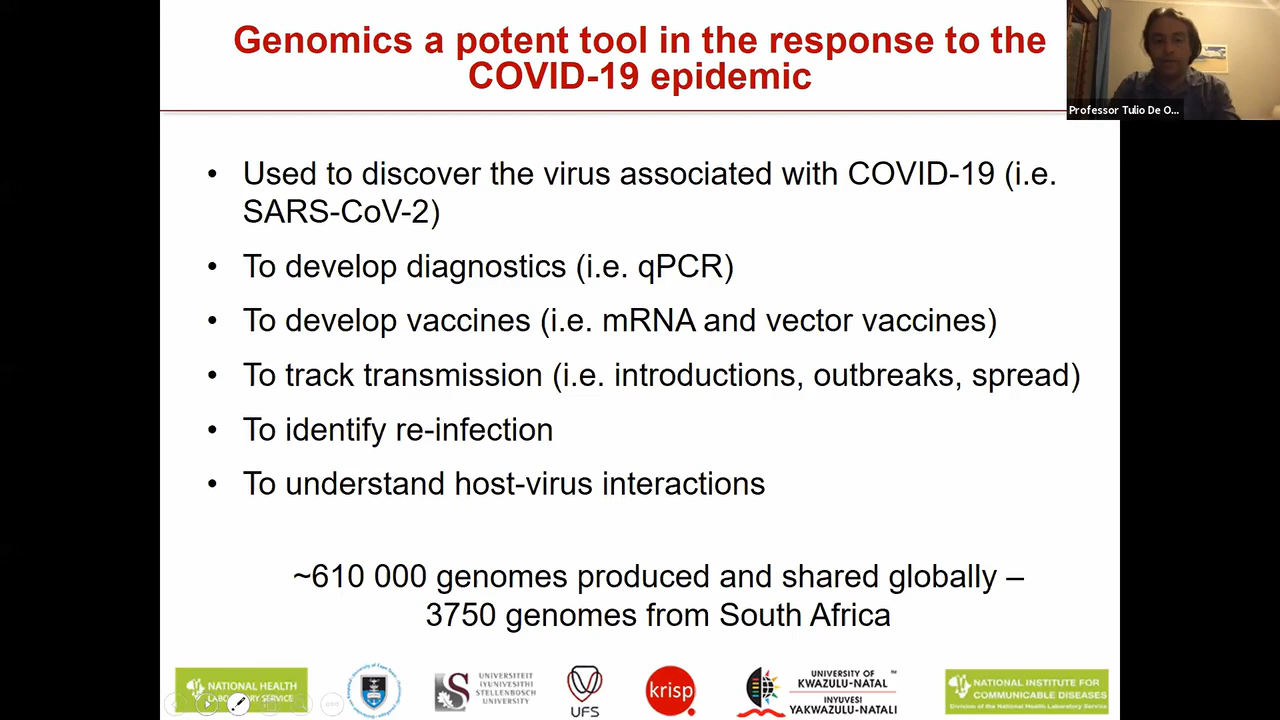 Genomics a potent tool in the response to the
COVID-19 epidemic
Professor Tulio De O...
• Used to discover the virus associated with COVID-19 (i.e.
SARS-CoV-2)
• To develop diagnostics (i.e. qPCR)
• To develop vaccines (i.e. mRNA and vector vaccines)
• To track transmission (i.e. introductions, outbreaks, spread)
• To identify re-infection
• To understand host-virus interactions
~610 000 genomes produced and shared globally –
3750 genomes from South Africa
NATIONAL HEALTH
LABORATORY SERVICE
UNIVERSITEIT
IYUNIVESITHI
STELLENBOSCH
UNIVERSITY
UFS
krisp
UNIVERSITY OF ™
KWAZULU-NATAL
INYUVESI
YAKWAZULU-NATALI
NATIONAL INSTITUTE FOR
COMMUNICABLE DISEASES
Division of the National Health Laboratory Service